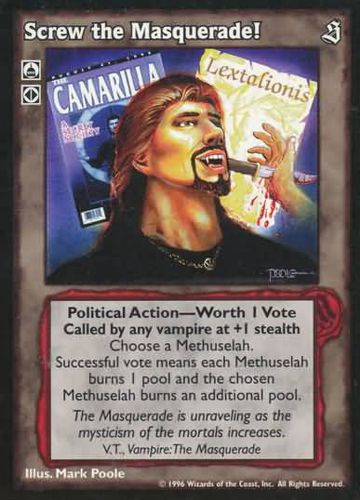 Screw the Masquerade!
THE
CAMARILLA
Lextalionis
POOLE
Political Action—Worth 1 Vote
Called by any vampire at +1 stealth
Choose a Methuselah.
Successful vote means each Methuselah
burns 1 pool and the chosen
Methuselah burns an additional pool.
The Masquerade is unraveling as the
mysticism of the mortals increases.
V.T., Vampire:The Masquerade
Illus. Mark Poole
© 1996 Wizards of the Coast, Inc. All Rights Reserved.